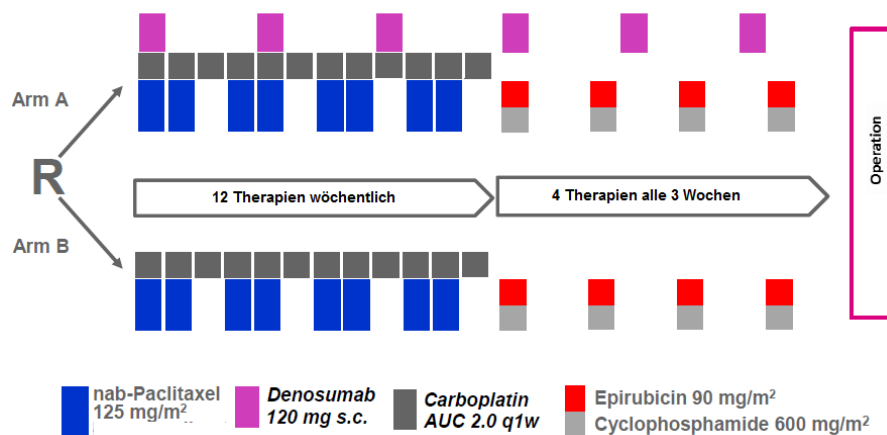 Arm A
R
12 Therapien wöchentlich
4 Therapien alle 3 Wochen
Operation
Arm B
nab-Paclitaxel
125 mg/m²
Denosumab
120 mg s.c.
Carboplatin
AUC 2.0 q1w
Epirubicin 90 mg/m²
Cyclophosphamide 600 mg/m²